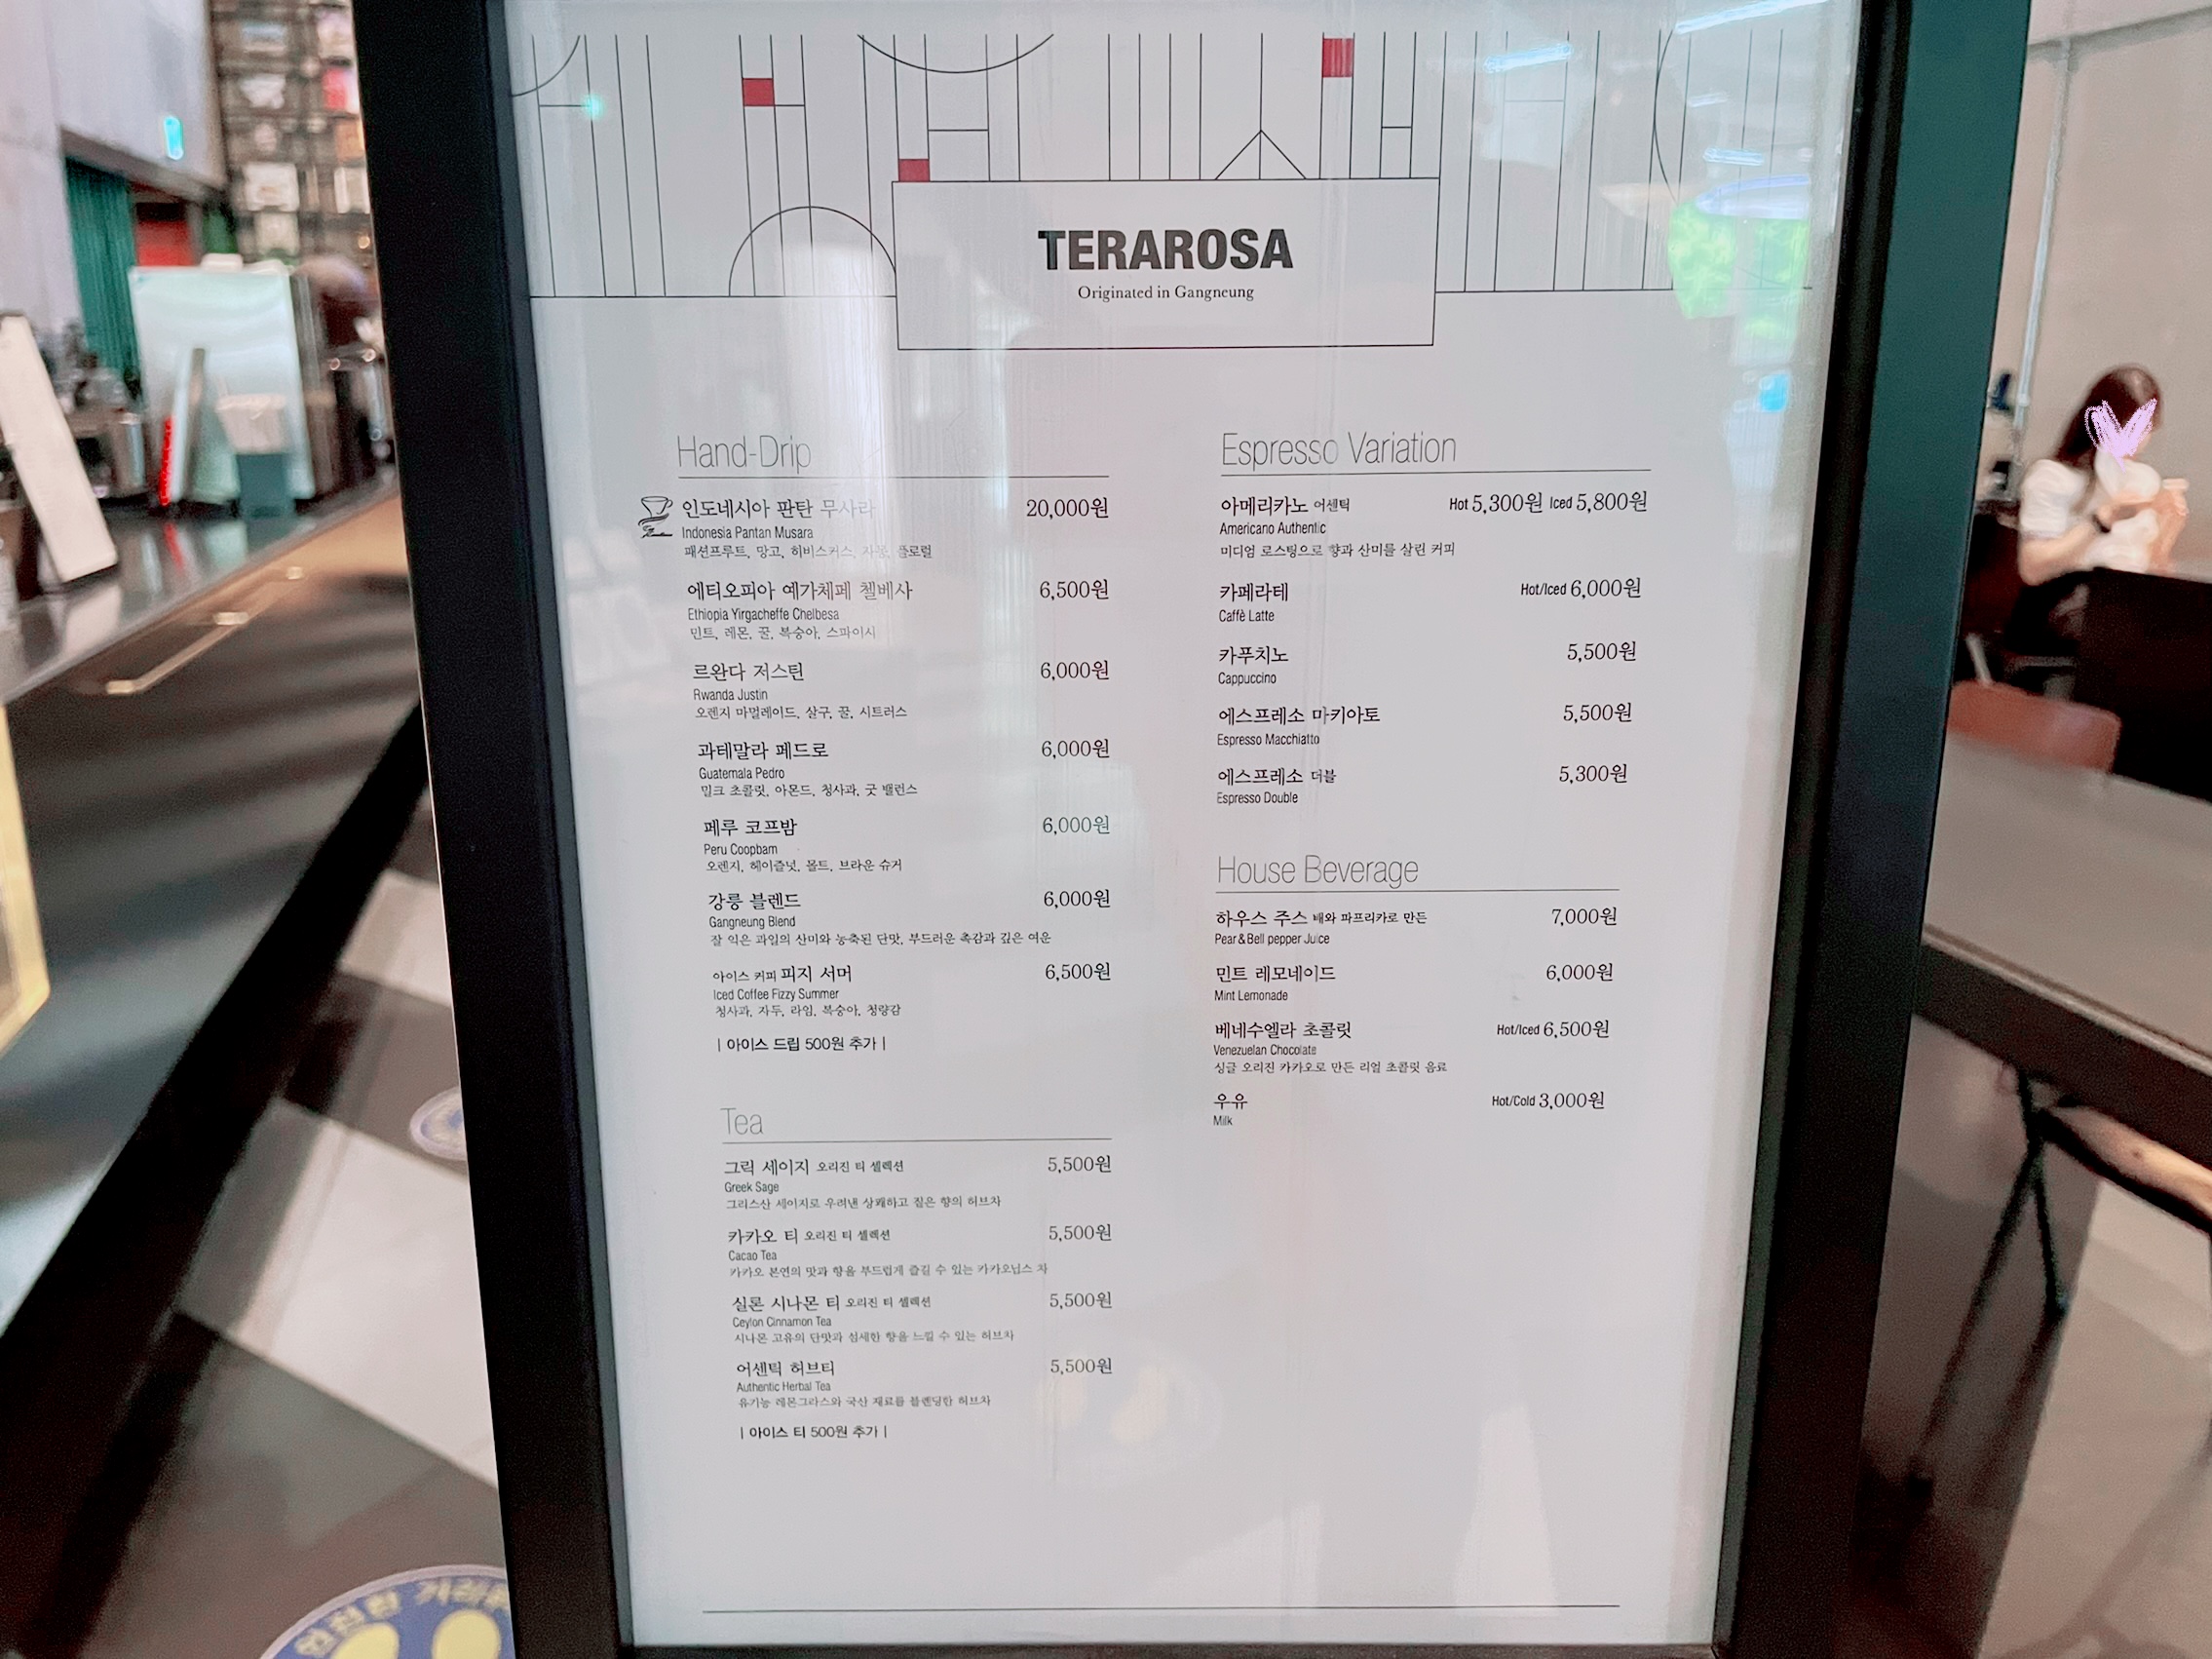 TERAROSA
Originated in Gangneung
Hand-Drip
인도네시아 판탄 무사라 20,000원
Indonesia Pantan Musara
패션프루트, 망고, 히비스커스, 자몽, 플로럴
에티오피아 예가체페 첼베사 6,500원
Ethiopia Yirgacheffe Chelbesa
민트, 레몬, 꿀, 복숭아, 스파이시
르완다 저스틴 6,000원
Rwanda Justin
오렌지 마멀레이드, 살구, 꿀, 시트러스
과테말라 페드로 6,000원
Guatemala Pedro
밀크 초콜릿, 아몬드, 청사과, 굿 밸런스
페루 코프밤 6,000원
Peru Coopbam
오렌지, 헤이즐넛, 몰트, 브라운 슈거
강릉 블렌드 6,000원
Gangneung Blend
잘 익은 과일의 산미와 농축된 단맛, 부드러운 촉감과 깊은 여운
아이스 커피 피지 서머 6,500원
Iced Coffee Fizzy Summer
청사과, 자두, 라임, 복숭아, 청량감
| 아이스 드립 500원 추가 |
Tea
그릭 세이지 오리진 티 셀렉션 5,500원
Greek Sage
그리스산 세이지로 우려낸 상쾌하고 짙은 향의 허브차
카카오 티 오리진 티 셀렉션 5,500원
Cacao Tea
카카오 본연의 맛과 향을 부드럽게 즐길 수 있는 카카오닙스 차
실론 시나몬 티 오리진 티 셀렉션 5,500원
Ceylon Cinnamon Tea
시나몬 고유의 단맛과 섬세한 향을 느낄 수 있는 허브차
어센틱 허브티 5,500원
Authentic Herbal Tea
유기농 레몬그라스와 국산 재료를 블렌딩한 허브차
| 아이스 티 500원 추가 |
Espresso Variation
아메리카노 어센틱 Hot 5,300원 Iced 5,800원
Americano Authentic
미디엄 로스팅으로 향과 산미를 살린 커피
카페라테 Hot/Iced 6,000원
Caffè Latte
카푸치노 5,500원
Cappuccino
에스프레소 마키아토 5,500원
Espresso Macchiatto
에스프레소 더블 5,300원
Espresso Double
House Beverage
하우스 주스 배와 파프리카로 만든 7,000원
Pear&Bell pepper Juice
민트 레모네이드 6,000원
Mint Lemonade
베네수엘라 초콜릿 Hot/Iced 6,500원
Venezuelan Chocolate
싱글 오리진 카카오로 만든 리얼 초콜릿 음료
우유 Hot/Cold 3,000원
Milk
안전한 거리